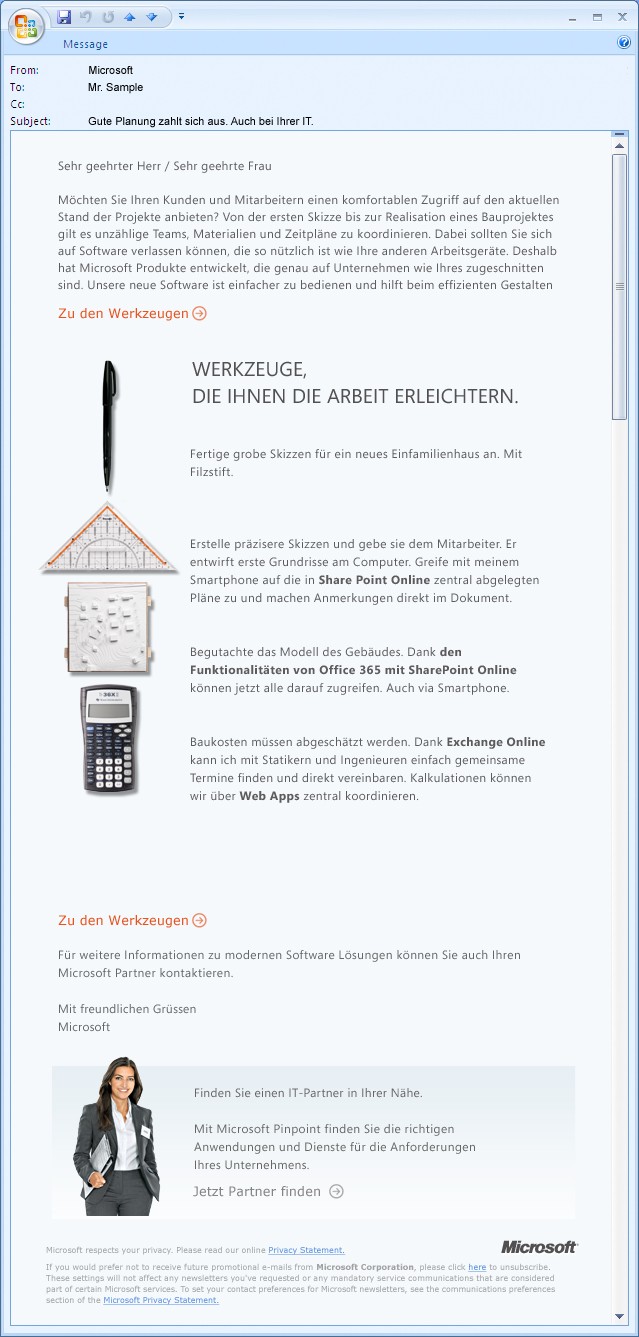 Message
From: Microsoft
To: Mr. Sample
Cc:
Subject: Gute Planung zahlt sich aus. Auch bei Ihrer IT.
Sehr geehrter Herr / Sehr geehrte Frau
Möchten Sie Ihren Kunden und Mitarbeitern einen komfortablen Zugriff auf den aktuellen
Stand der Projekte anbieten? Von der ersten Skizze bis zur Realisation eines Bauprojektes
gilt es unzählige Teams, Materialien und Zeitpläne zu koordinieren. Dabei sollten Sie sich
auf Software verlassen können, die so nützlich ist wie Ihre anderen Arbeitsgeräte. Deshalb
hat Microsoft Produkte entwickelt, die genau auf Unternehmen wie Ihres zugeschnitten
sind. Unsere neue Software ist einfacher zu bedienen und hilft beim effizienten Gestalten
Zu den Werkzeugen
WERKZEUGE,
DIE IHNEN DIE ARBEIT ERLEICHTERN.
Fertige grobe Skizzen für ein neues Einfamilienhaus an. Mit
Filzstift.
Erstelle präzisere Skizzen und gebe sie dem Mitarbeiter. Er
entwirft erste Grundrisse am Computer. Greife mit meinem
Smartphone auf die in Share Point Online zentral abgelegten
Pläne zu und machen Anmerkungen direkt im Dokument.
Begutachte das Modell des Gebäudes. Dank den
Funktionalitäten von Office 365 mit SharePoint Online
können jetzt alle darauf zugreifen. Auch via Smartphone.
Baukosten müssen abgeschätzt werden. Dank Exchange Online
kann ich mit Statikern und Ingenieuren einfach gemeinsame
Termine finden und direkt vereinbaren. Kalkulationen können
wir über Web Apps zentral koordinieren.
Zu den Werkzeugen
Für weitere Informationen zu modernen Software Lösungen können Sie auch Ihren
Microsoft Partner kontaktieren.
Mit freundlichen Grüssen
Microsoft
Finden Sie einen IT-Partner in Ihrer Nähe.
Mit Microsoft Pinpoint finden Sie die richtigen
Anwendungen und Dienste für die Anforderungen
Ihres Unternehmens.
Jetzt Partner finden
Microsoft
Microsoft respects your privacy. Please read our online Privacy Statement.
If you would prefer not to receive future promotional e-mails from Microsoft Corporation, please click here to unsubscribe.
These settings will not affect any newsletters you've requested or any mandatory service communications that are considered
part of certain Microsoft services. To set your contact preferences for Microsoft newsletters, see the communications preferences
section of the Microsoft Privacy Statement.